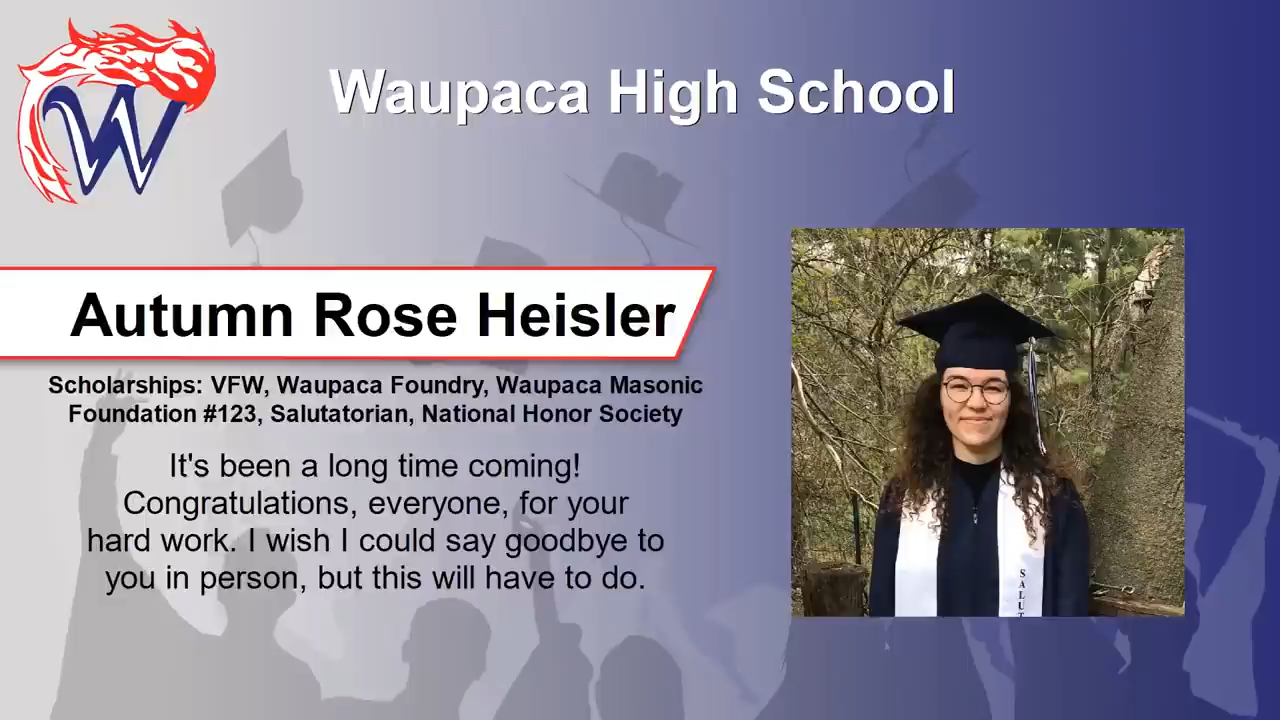 W
Waupaca High School
Autumn Rose Heisler
Scholarships: VFW, Waupaca Foundry, Waupaca Masonic
Foundation #123, Salutatorian, National Honor Society
It's been a long time coming!
Congratulations, everyone, for your
hard work. I wish I could say goodbye to
you in person, but this will have to do.
SALUT